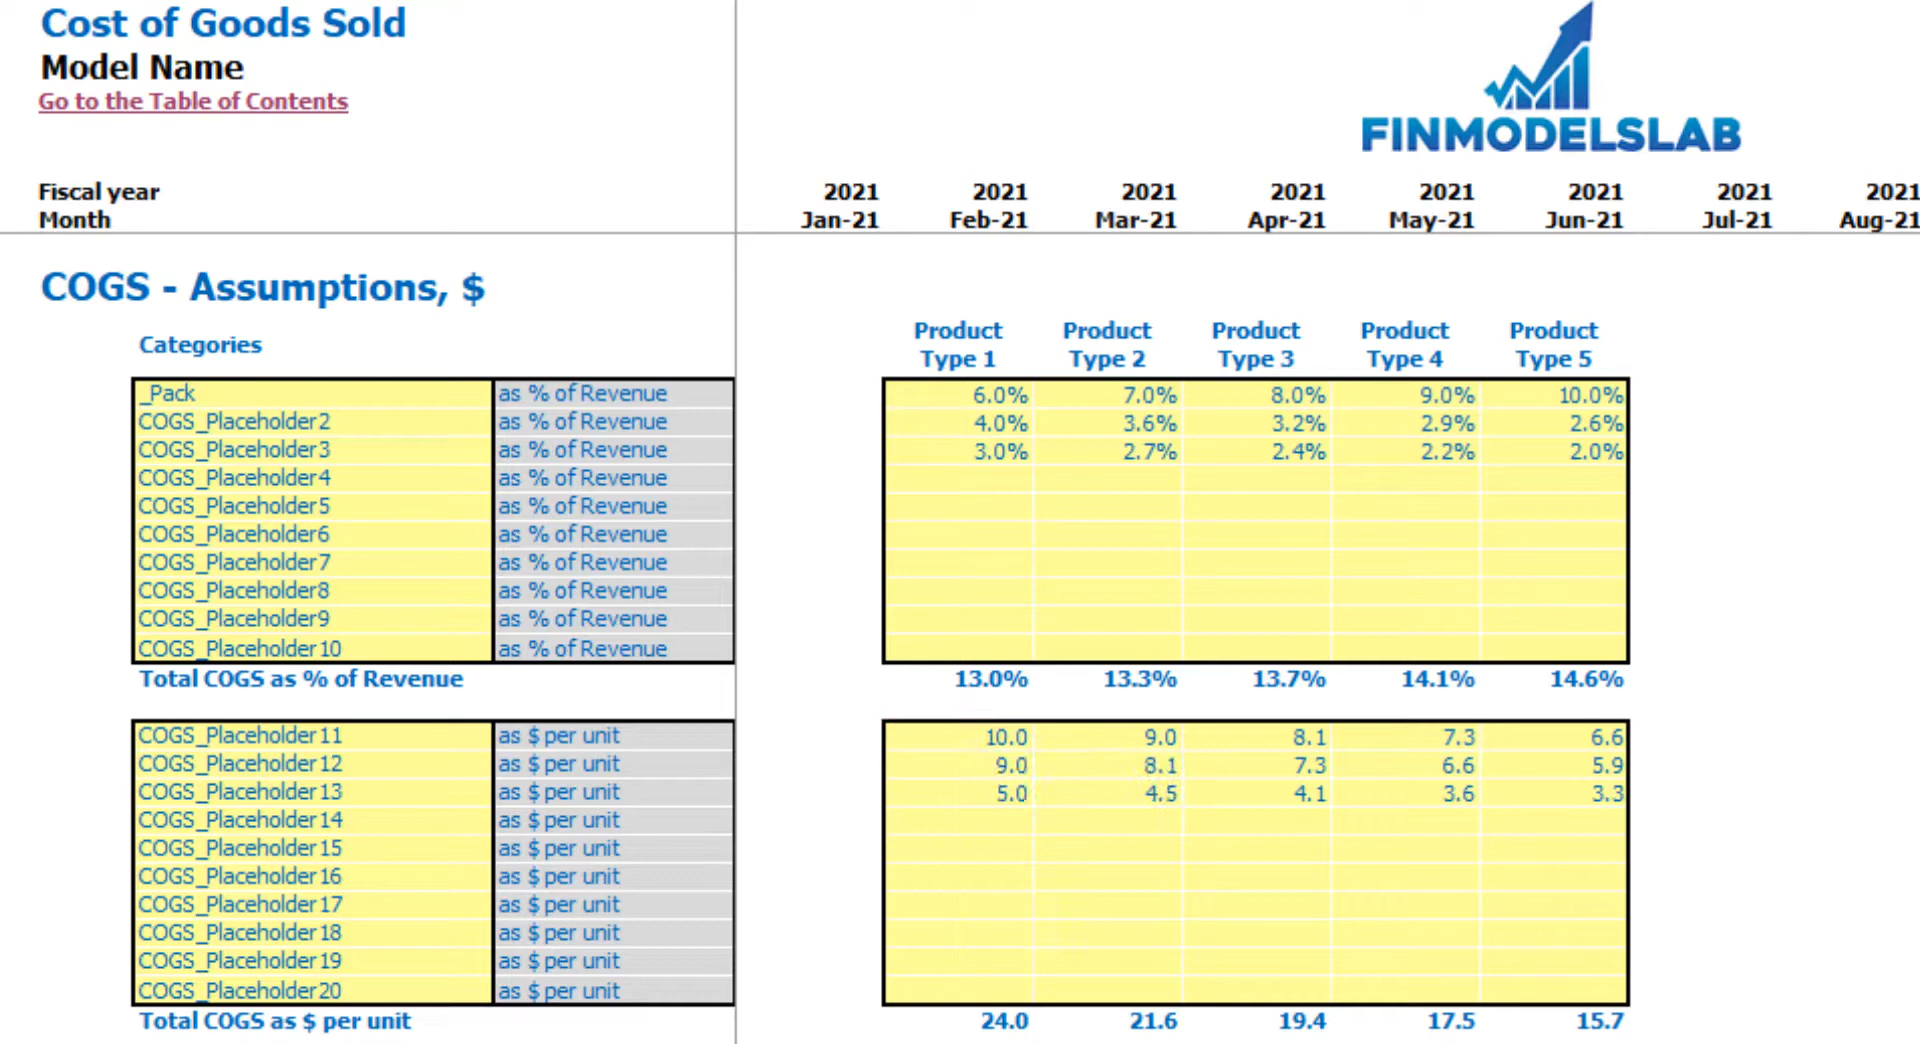 Cost of Goods Sold
Model Name
Go to the Table of Contents
FINMODELSLAB
Fiscal year 2021 2021 2021 2021 2021 2021 2021 2021
Month Jan-21 Feb-21 Mar-21 Apr-21 May-21 Jun-21 Jul-21 Aug-21
COGS - Assumptions, $
Categories Product Type 1 Product Type 2 Product Type 3 Product Type 4 Product Type 5
_Pack as % of Revenue 6.0% 7.0% 8.0% 9.0% 10.0%
COGS_Placeholder2 as % of Revenue 4.0% 3.6% 3.2% 2.9% 2.6%
COGS_Placeholder3 as % of Revenue 3.0% 2.7% 2.4% 2.2% 2.0%
COGS_Placeholder4 as % of Revenue
COGS_Placeholder5 as % of Revenue
COGS_Placeholder6 as % of Revenue
COGS_Placeholder7 as % of Revenue
COGS_Placeholder8 as % of Revenue
COGS_Placeholder9 as % of Revenue
COGS_Placeholder10 as % of Revenue
Total COGS as % of Revenue 13.0% 13.3% 13.7% 14.1% 14.6%
COGS_Placeholder11 as $ per unit 10.0 9.0 8.1 7.3 6.6
COGS_Placeholder12 as $ per unit 9.0 8.1 7.3 6.6 5.9
COGS_Placeholder13 as $ per unit 5.0 4.5 4.1 3.6 3.3
COGS_Placeholder14 as $ per unit
COGS_Placeholder15 as $ per unit
COGS_Placeholder16 as $ per unit
COGS_Placeholder17 as $ per unit
COGS_Placeholder18 as $ per unit
COGS_Placeholder19 as $ per unit
COGS_Placeholder20 as $ per unit
Total COGS as $ per unit 24.0 21.6 19.4 17.5 15.7